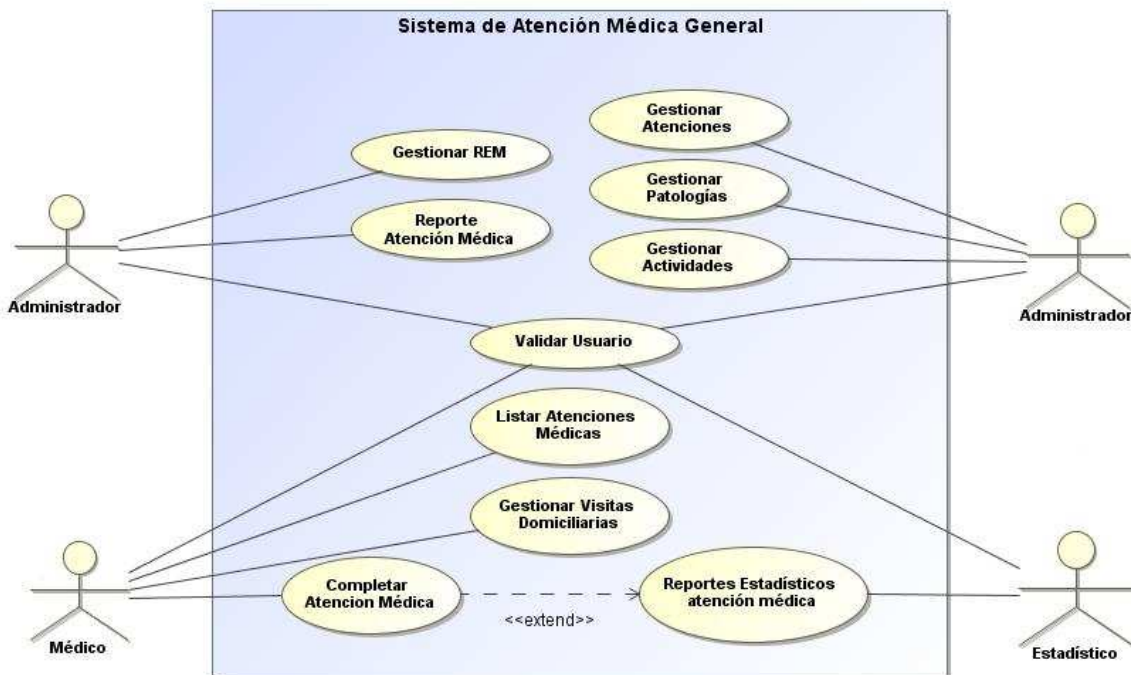 Sistema de Atención Médica General
Gestionar
Atenciones
Gestionar REM
Gestionar
Patologías
Reporte
Atención Médica
Gestionar
Actividades
Administrador
Administrador
Validar Usuario
Listar Atenciones
Médicas
Gestionar Visitas
Domiciliarias
Completar
Atencion Médica
<<extend>>
Reportes Estadísticos
atención médica
Médico
Estadístico